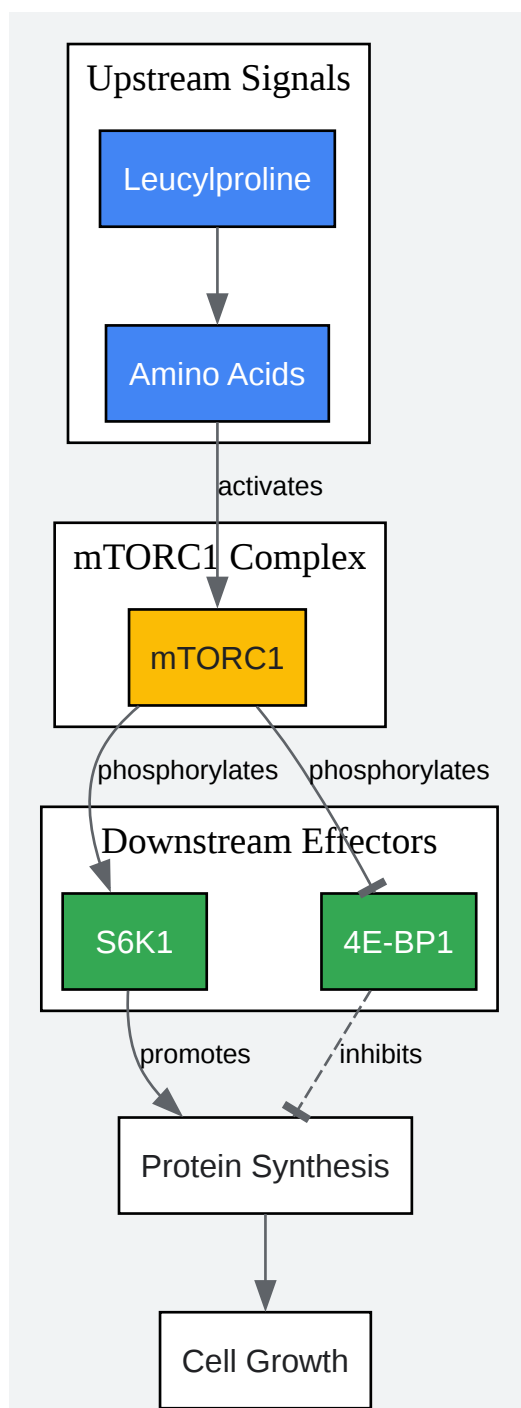 Upstream Signals
Leucylproline
Amino Acids
activates
mTORC1 Complex
mTORC1
phosphorylates
phosphorylates
Downstream Effectors
S6K1
4E-BP1
promotes
inhibits
Protein Synthesis
Cell Growth